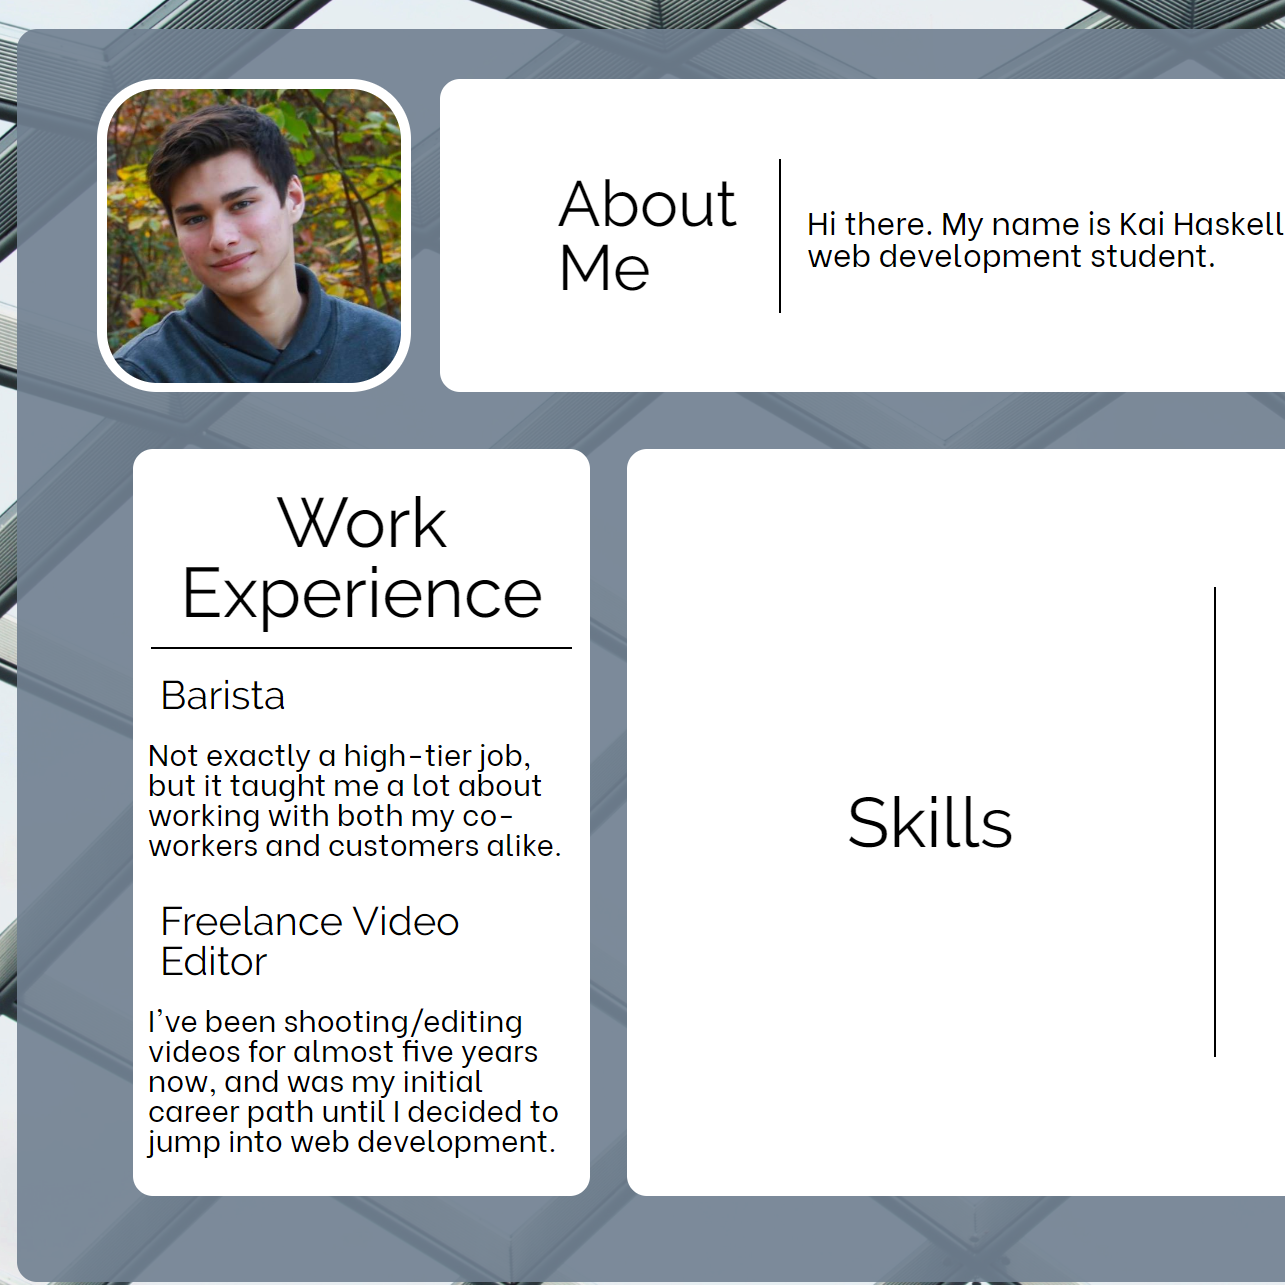 About
Me
Hi there. My name is Kai Haskell
web development student.
Work
Experience
Barista
Not exactly a high-tier job,
but it taught me a lot about
working with both my co-
workers and customers alike.
Freelance Video
Editor
I've been shooting/editing
videos for almost five years
now, and was my initial
career path until I decided to
jump into web development.
Skills